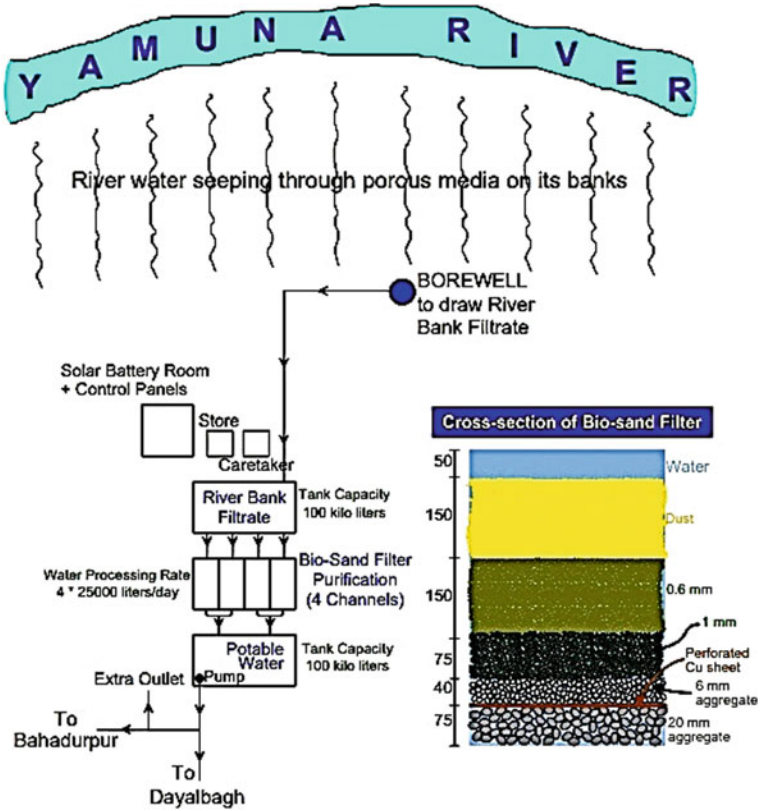 YAMUNA RIVER
River water seeping through porous media on its banks
BOREWELL
to draw River
Bank Filtrate
Solar Battery Room
+ Control Panels
Store
Caretaker
River Bank
Filtrate
Tank Capacity
100 kilo liters
Water Processing Rate
4 * 25000 liters/day
Bio-Sand Filter
Purification
(4 Channels)
Potable
Water
Tank Capacity
100 kilo liters
Pump
Extra Outlet
To
Bahadurpur
To
Dayalbagh
Cross-section of Bio-sand Filter
50
Water
150
Dust
150
0.6 mm
1 mm
75
Perforated
Cu sheet
40
6 mm
aggregate
75
20 mm
aggregate